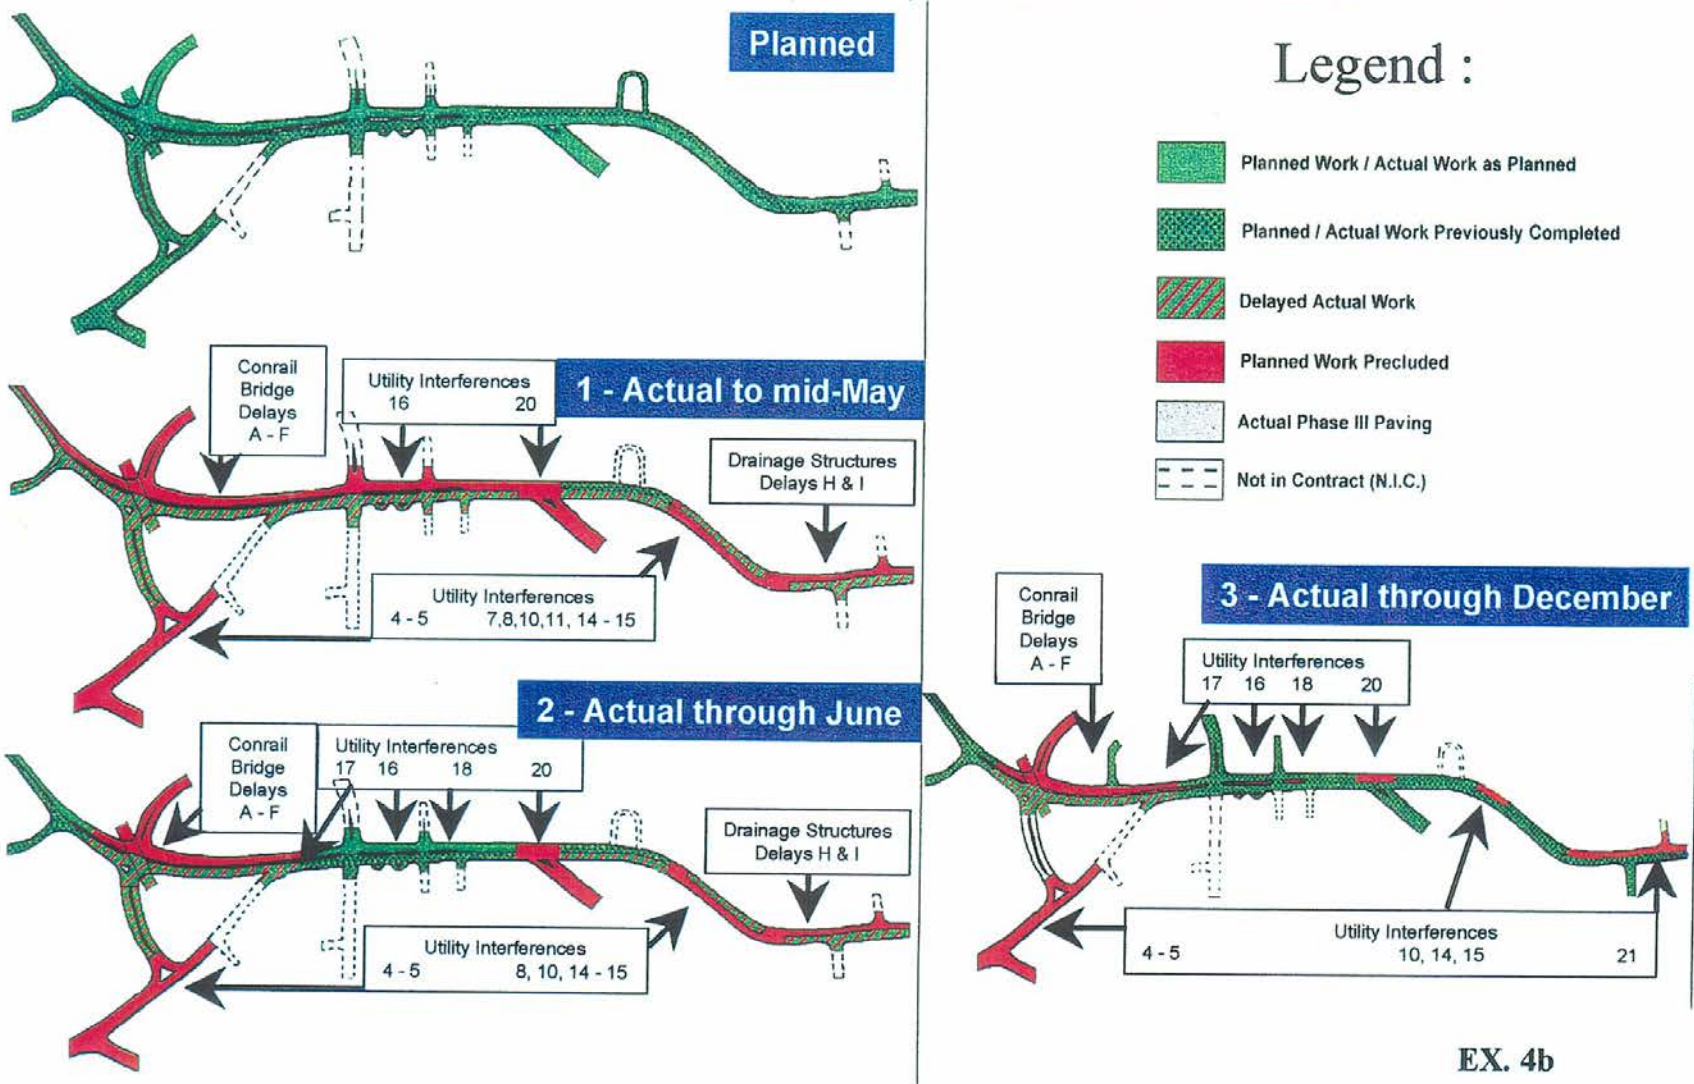 Planned
Legend :
Planned Work / Actual Work as Planned
Planned / Actual Work Previously Completed
Delayed Actual Work
Planned Work Precluded
Actual Phase III Paving
Not in Contract (N.I.C.)
1 - Actual to mid-May
Conrail
Bridge
Delays
A - F
Utility Interferences
16 20
Drainage Structures
Delays H & I
Utility Interferences
4 - 5 7,8,10,11, 14 - 15
2 - Actual through June
Conrail
Bridge
Delays
A - F
Utility Interferences
17 16 18 20
Drainage Structures
Delays H & I
Utility Interferences
4 - 5 8, 10, 14 - 15
3 - Actual through December
Conrail
Bridge
Delays
A - F
Utility Interferences
17 16 18 20
Utility Interferences
4 - 5 10, 14, 15 21
EX. 4b